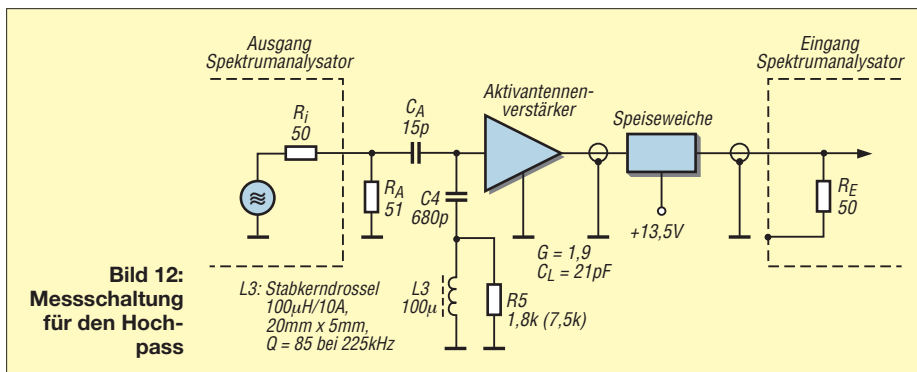 Ausgang
Spektrumanalysator
Eingang
Spektrumanalysator
Aktivantennen-
verstärker
Speiseweiche
Ri
50
CA
15p
RA
51
C4
680p
RE
50
+13,5V
G = 1,9
CL = 21pF
L3
100µ
R5
1,8k (7,5k)
L3: Stabkerndrossel
100µH/10A,
20mm x 5mm,
Q = 85 bei 225kHz
Bild 12:
Messschaltung
für den Hoch-
pass